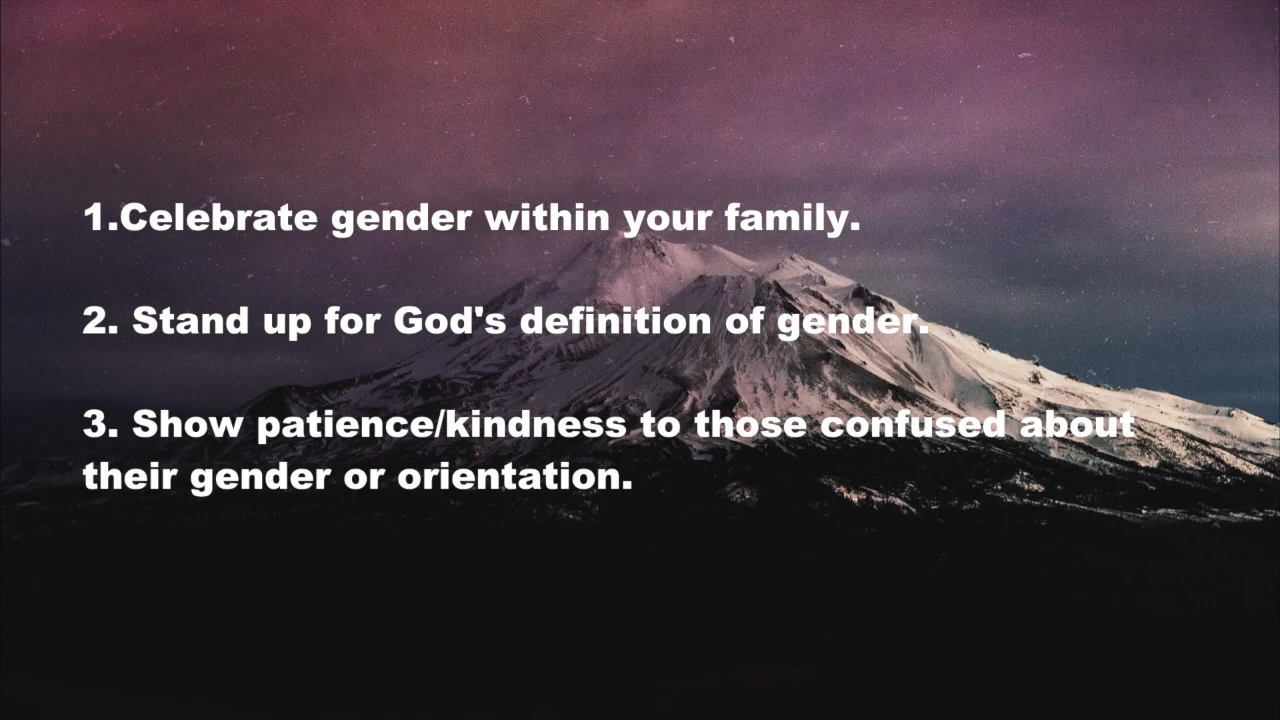 1.Celebrate gender within your family.
2. Stand up for God's definition of gender.
3. Show patience/kindness to those confused about
their gender or orientation.